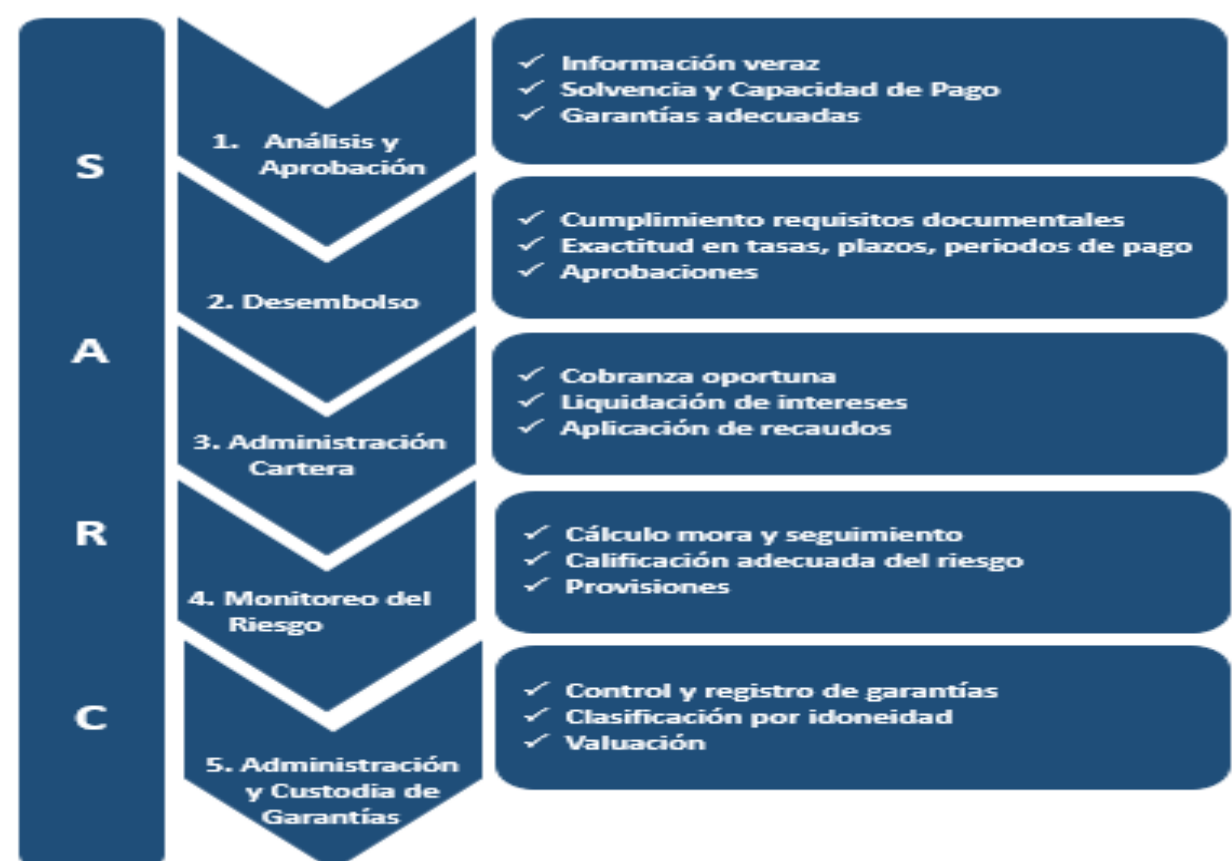 S
A
R
C
1. Análisis y
Aprobación
✓ Información veraz
✓ Solvencia y Capacidad de Pago
✓ Garantías adecuadas
2. Desembolso
✓ Cumplimiento requisitos documentales
✓ Exactitud en tasas, plazos, periodos de pago
✓ Aprobaciones
3. Administración
Cartera
✓ Cobranza oportuna
✓ Liquidación de intereses
✓ Aplicación de recaudos
4. Monitoreo del
Riesgo
✓ Cálculo mora y seguimiento
✓ Calificación adecuada del riesgo
✓ Provisiones
5. Administración
y Custodia de
Garantías
✓ Control y registro de garantías
✓ Clasificación por idoneidad
✓ Valuación